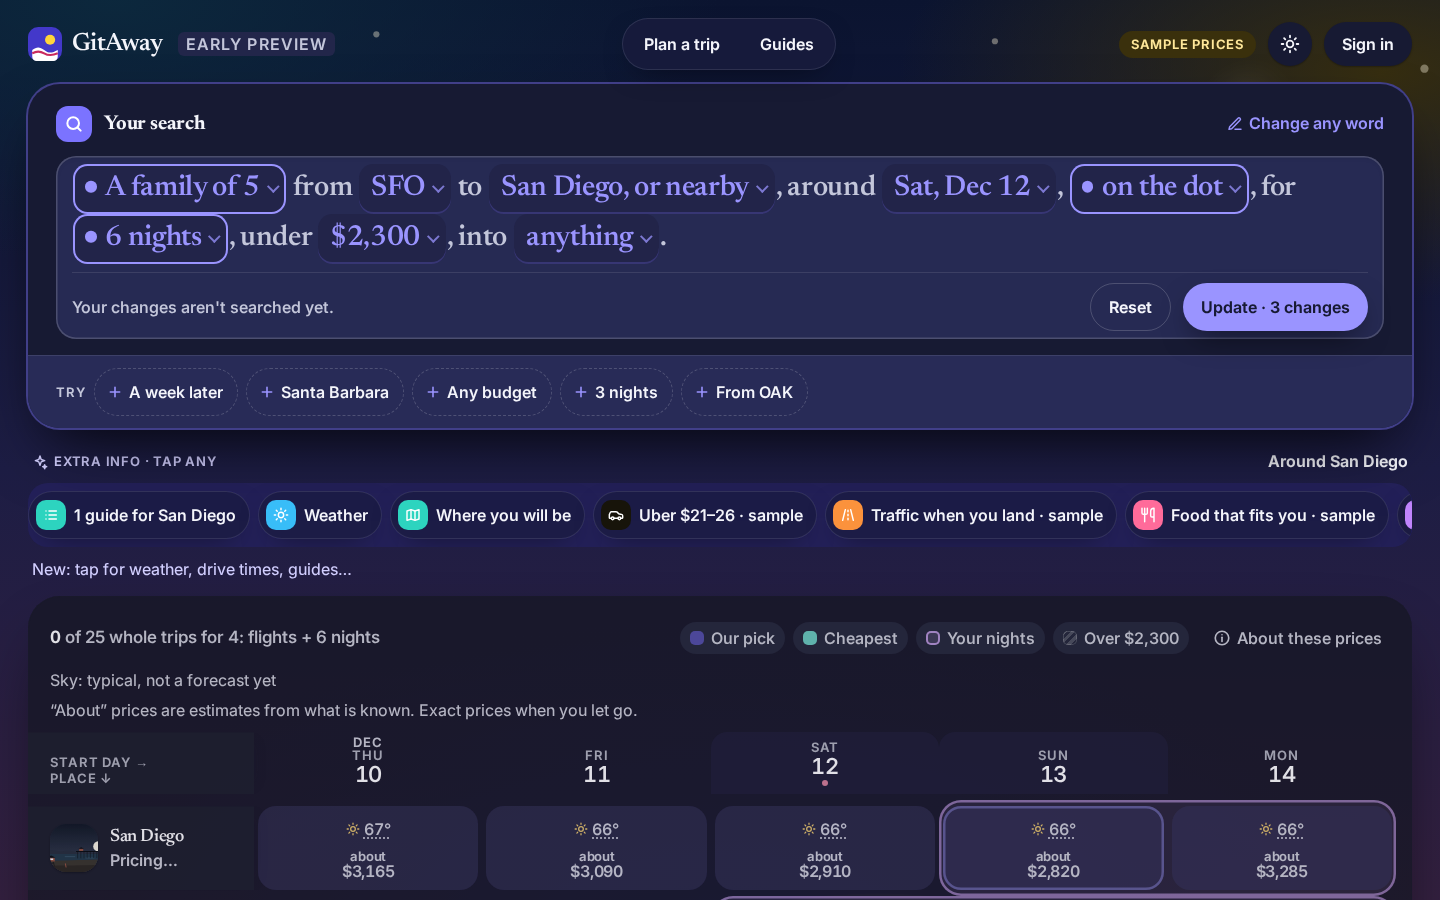 GitAway EARLY PREVIEW
Plan a trip Guides
SAMPLE PRICES Sign in
Your search
Change any word
A family of 5 from SFO to San Diego, or nearby , around Sat, Dec 12 , on the dot , for
6 nights , under $2,300 , into anything .
Your changes aren't searched yet.
Reset Update · 3 changes
TRY + A week later + Santa Barbara + Any budget + 3 nights + From OAK
EXTRA INFO · TAP ANY
Around San Diego
1 guide for San Diego Weather Where you will be Uber $21–26 · sample Traffic when you land · sample Food that fits you · sample
New: tap for weather, drive times, guides...
0 of 25 whole trips for 4: flights + 6 nights
Our pick Cheapest Your nights Over $2,300 About these prices
Sky: typical, not a forecast yet
“About” prices are estimates from what is known. Exact prices when you let go.
START DAY →
PLACE ↓
DEC
THU
10
FRI
11
SAT
12
SUN
13
MON
14
San Diego
Pricing...
67°
about
$3,165
66°
about
$3,090
66°
about
$2,910
66°
about
$2,820
66°
about
$3,285